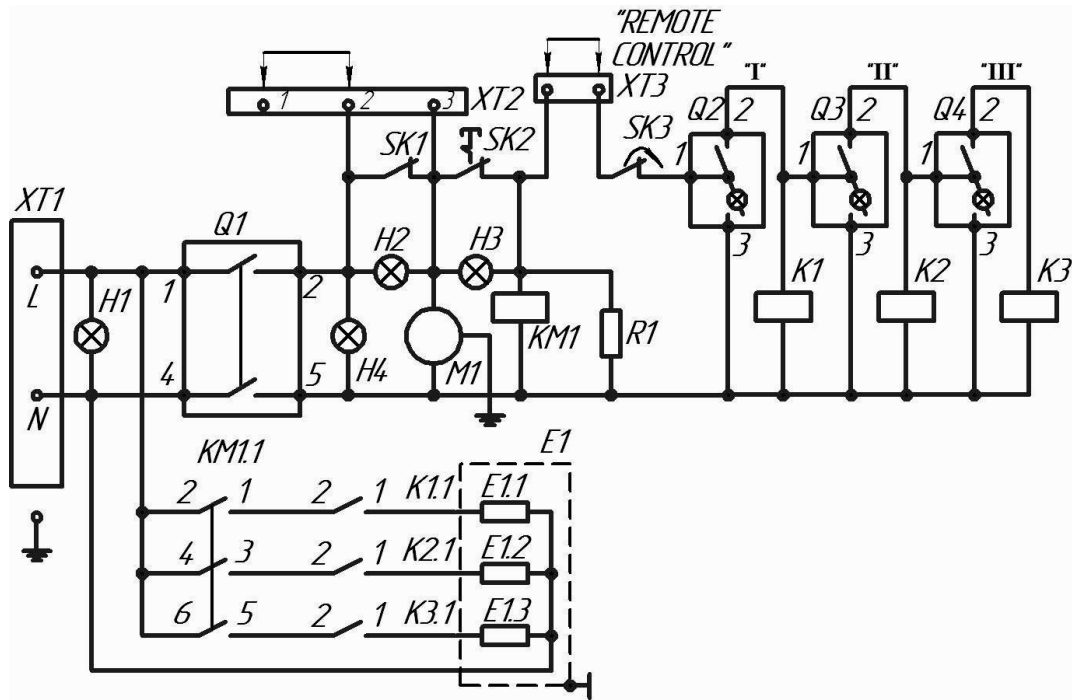 "REMOTE
CONTROL"
"I" "II" "III"
1 2 3 XT2
XT3
SK1 SK2 SK3
Q2 2 Q3 2 Q4 2
1 1 1
3 3 3
XT1
Q1
H2 H3
L H1 1 2
K1 K2 K3
KM1 R1
N 4 5 H4 M1
KM1.1 E1
2 1 2 1 K1.1 E1.1
4 3 2 1 K2.1 E1.2
6 5 2 1 K3.1 E1.3